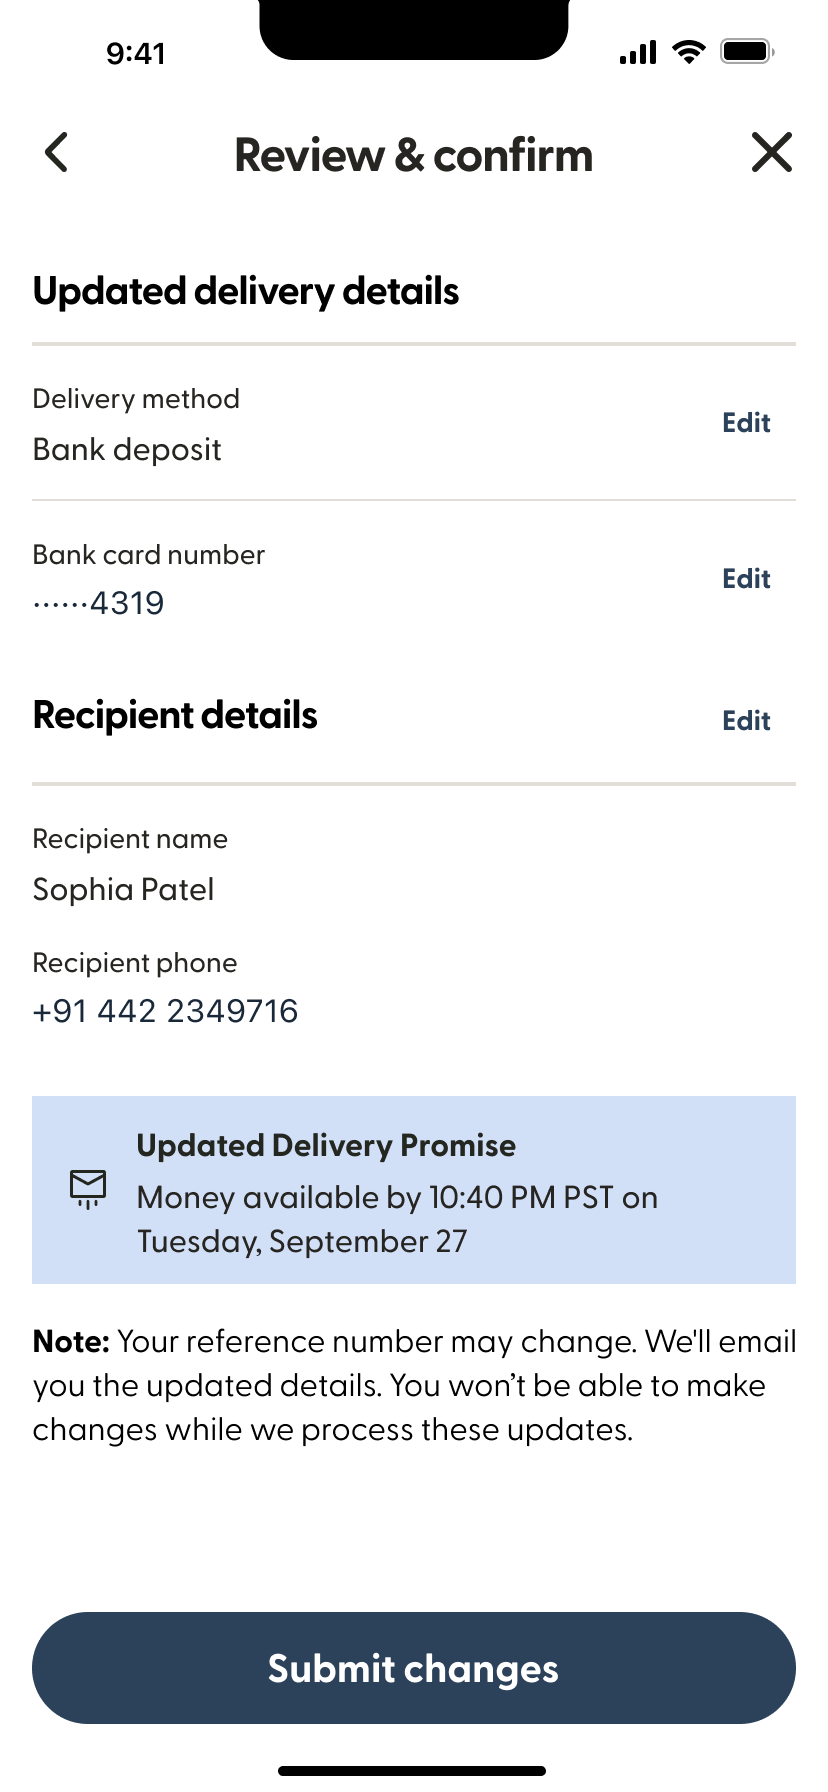 9:41
Review & confirm
Updated delivery details
Delivery method
Bank deposit
Edit
Bank card number
······4319
Edit
Recipient details
Edit
Recipient name
Sophia Patel
Recipient phone
+91 442 2349716
Updated Delivery Promise
Money available by 10:40 PM PST on
Tuesday, September 27
Note: Your reference number may change. We'll email
you the updated details. You won’t be able to make
changes while we process these updates.
Submit changes